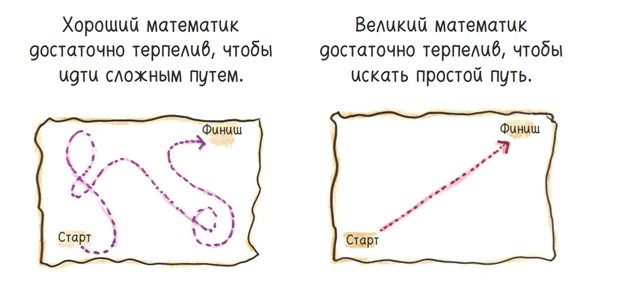 Хороший математик
достаточно терпелив, чтобы
идти сложным путем.
Финиш
Старт
Великий математик
достаточно терпелив, чтобы
искать простой путь.
Финиш
Старт